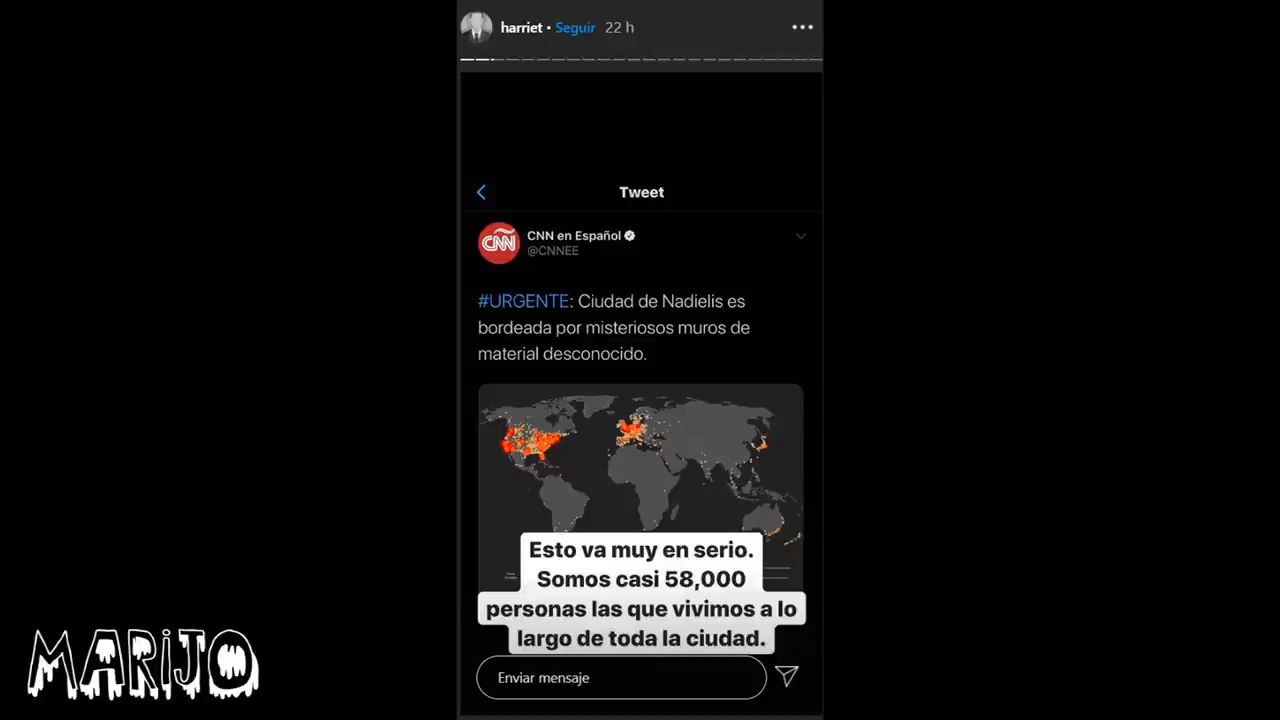 harriet • Seguir 22 h
Tweet
CNN en Español
@CNNEE
#URGENTE: Ciudad de Nadielis es
bordeada por misteriosos muros de
material desconocido.
Esto va muy en serio.
Somos casi 58,000
personas las que vivimos a lo
largo de toda la ciudad.
Enviar mensaje
MARiJO